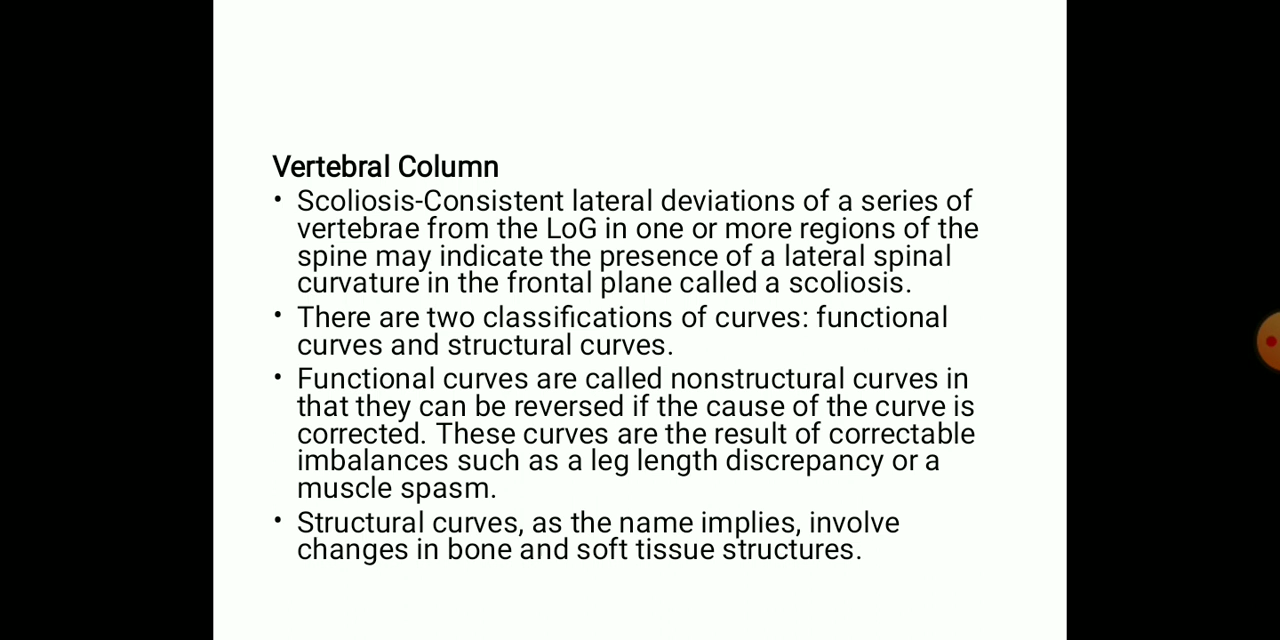 Vertebral Column
• Scoliosis-Consistent lateral deviations of a series of
vertebrae from the LoG in one or more regions of the
spine may indicate the presence of a lateral spinal
curvature in the frontal plane called a scoliosis.
• There are two classifications of curves: functional
curves and structural curves.
• Functional curves are called nonstructural curves in
that they can be reversed if the cause of the curve is
corrected. These curves are the result of correctable
imbalances such as a leg length discrepancy or a
muscle spasm.
• Structural curves, as the name implies, involve
changes in bone and soft tissue structures.